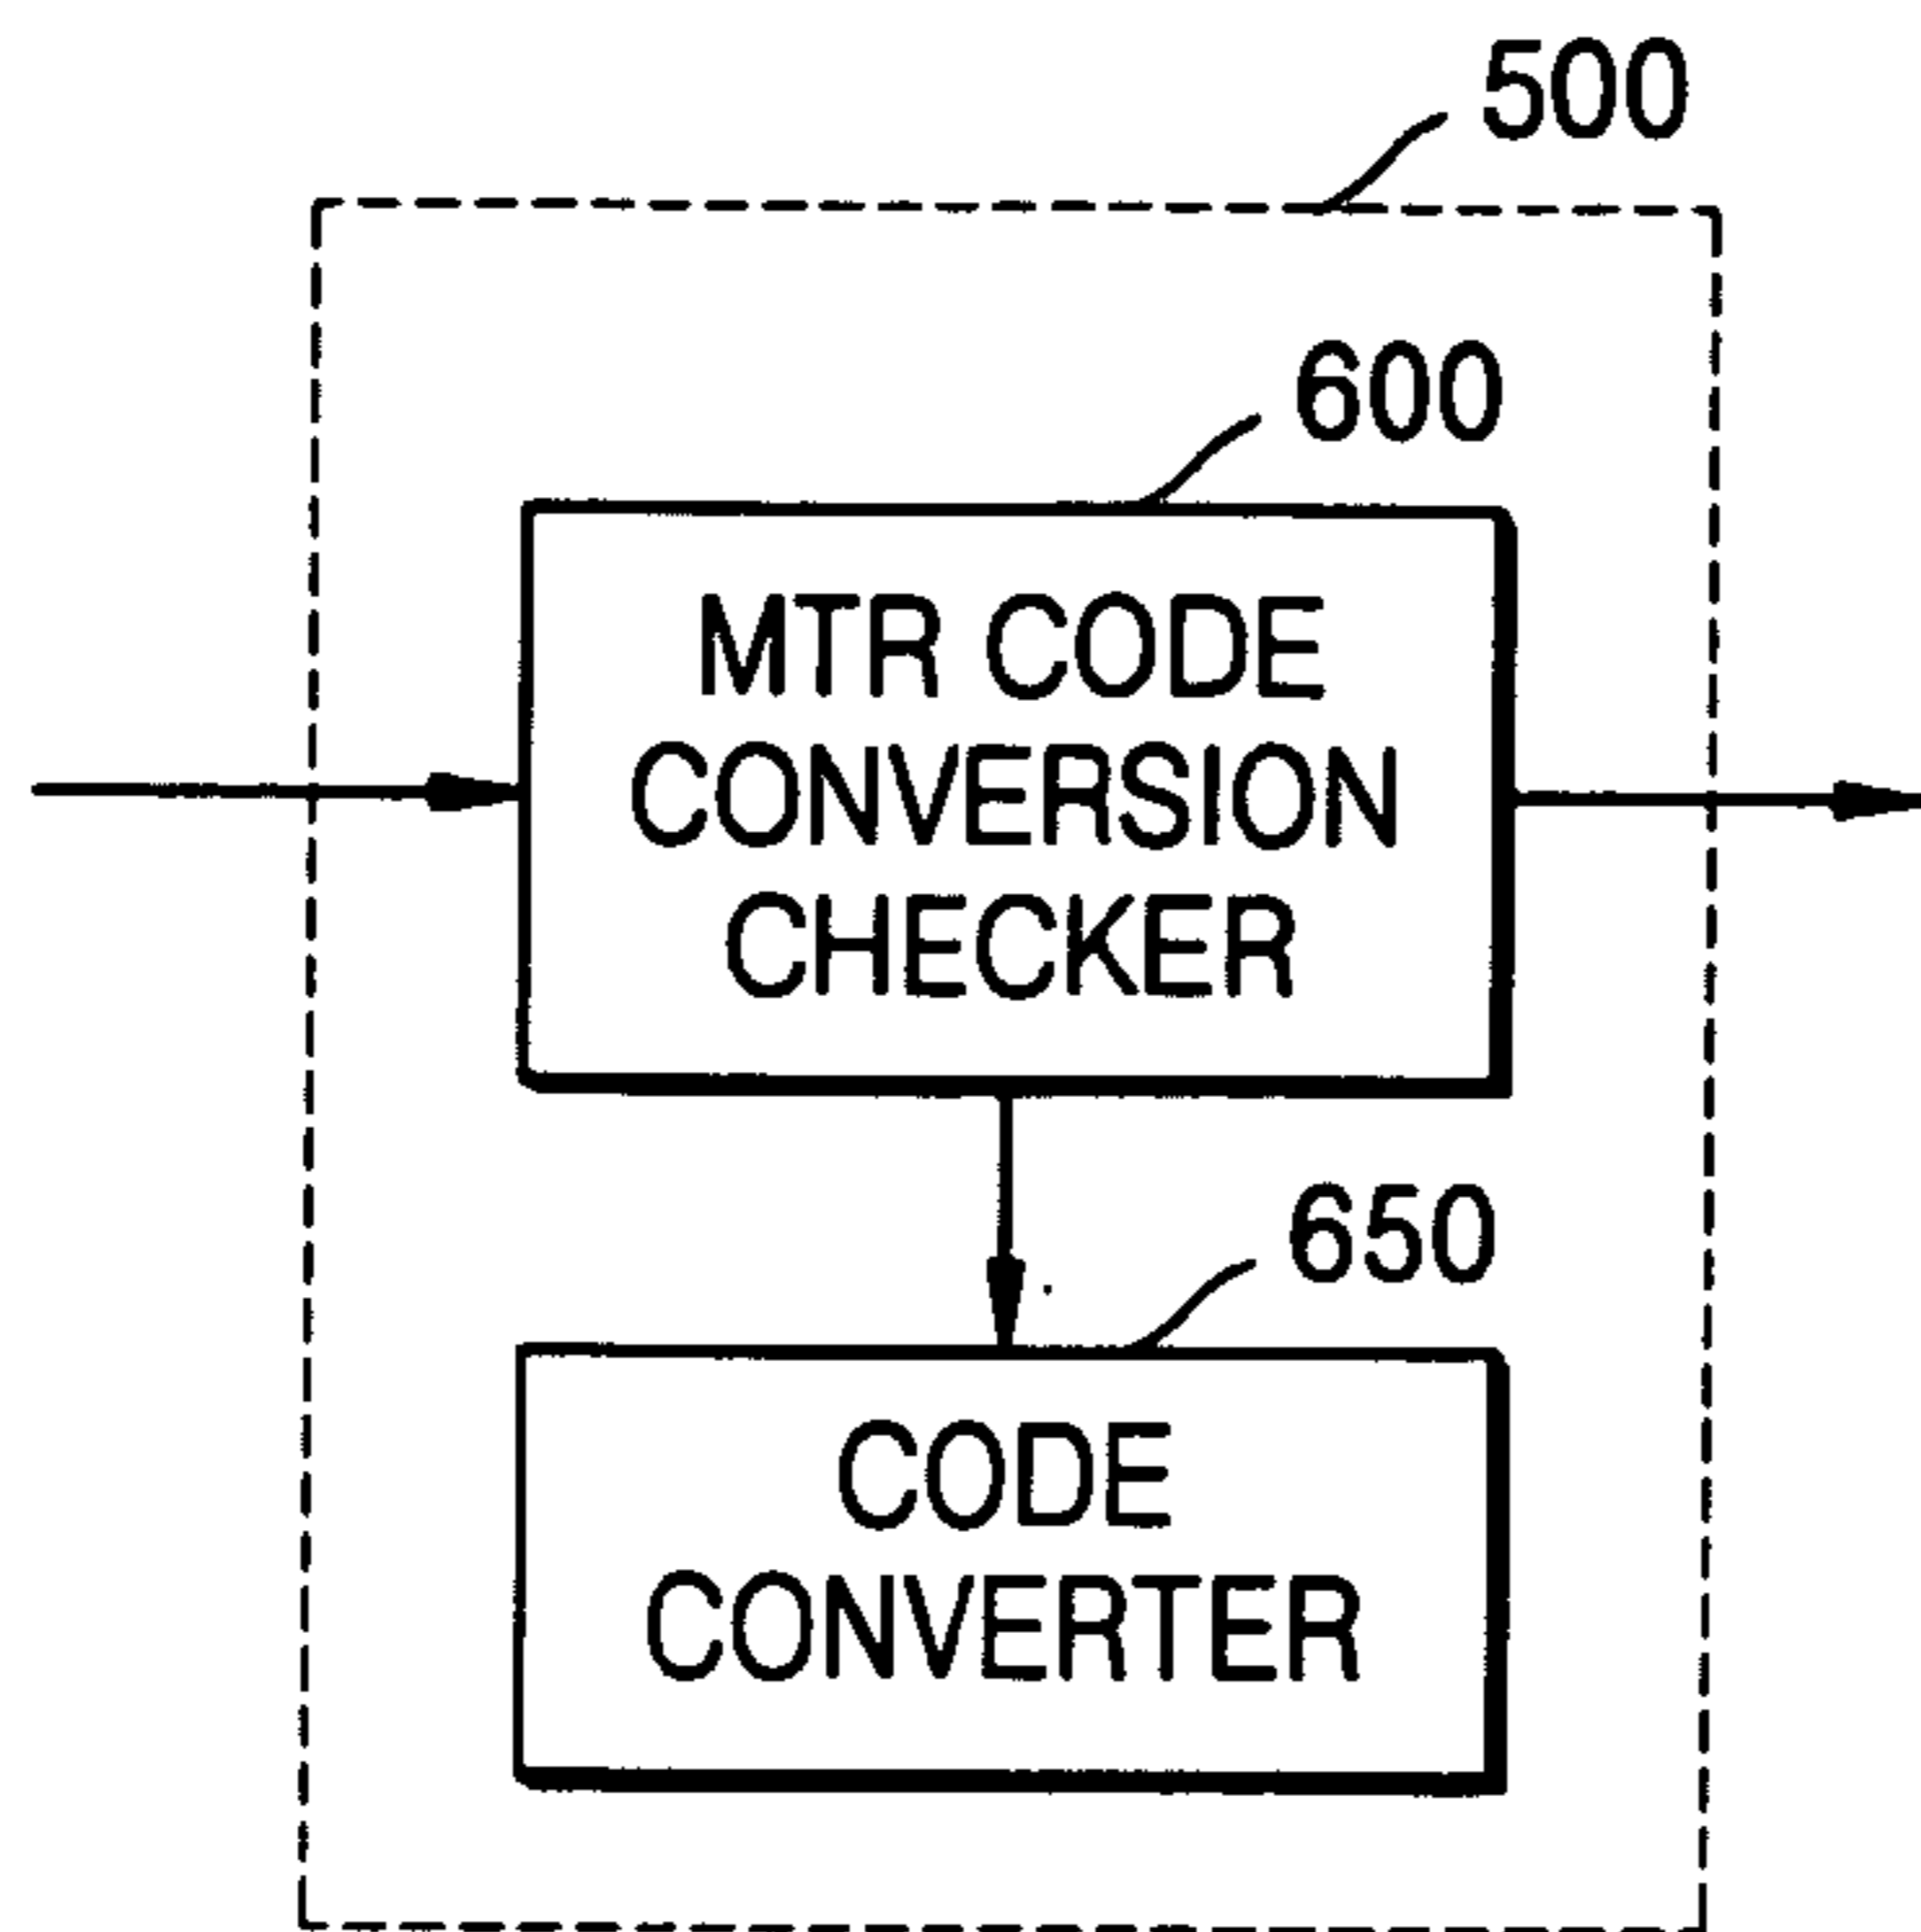 500
600
MTR CODE
CONVERSION
CHECKER
650
CODE
CONVERTER